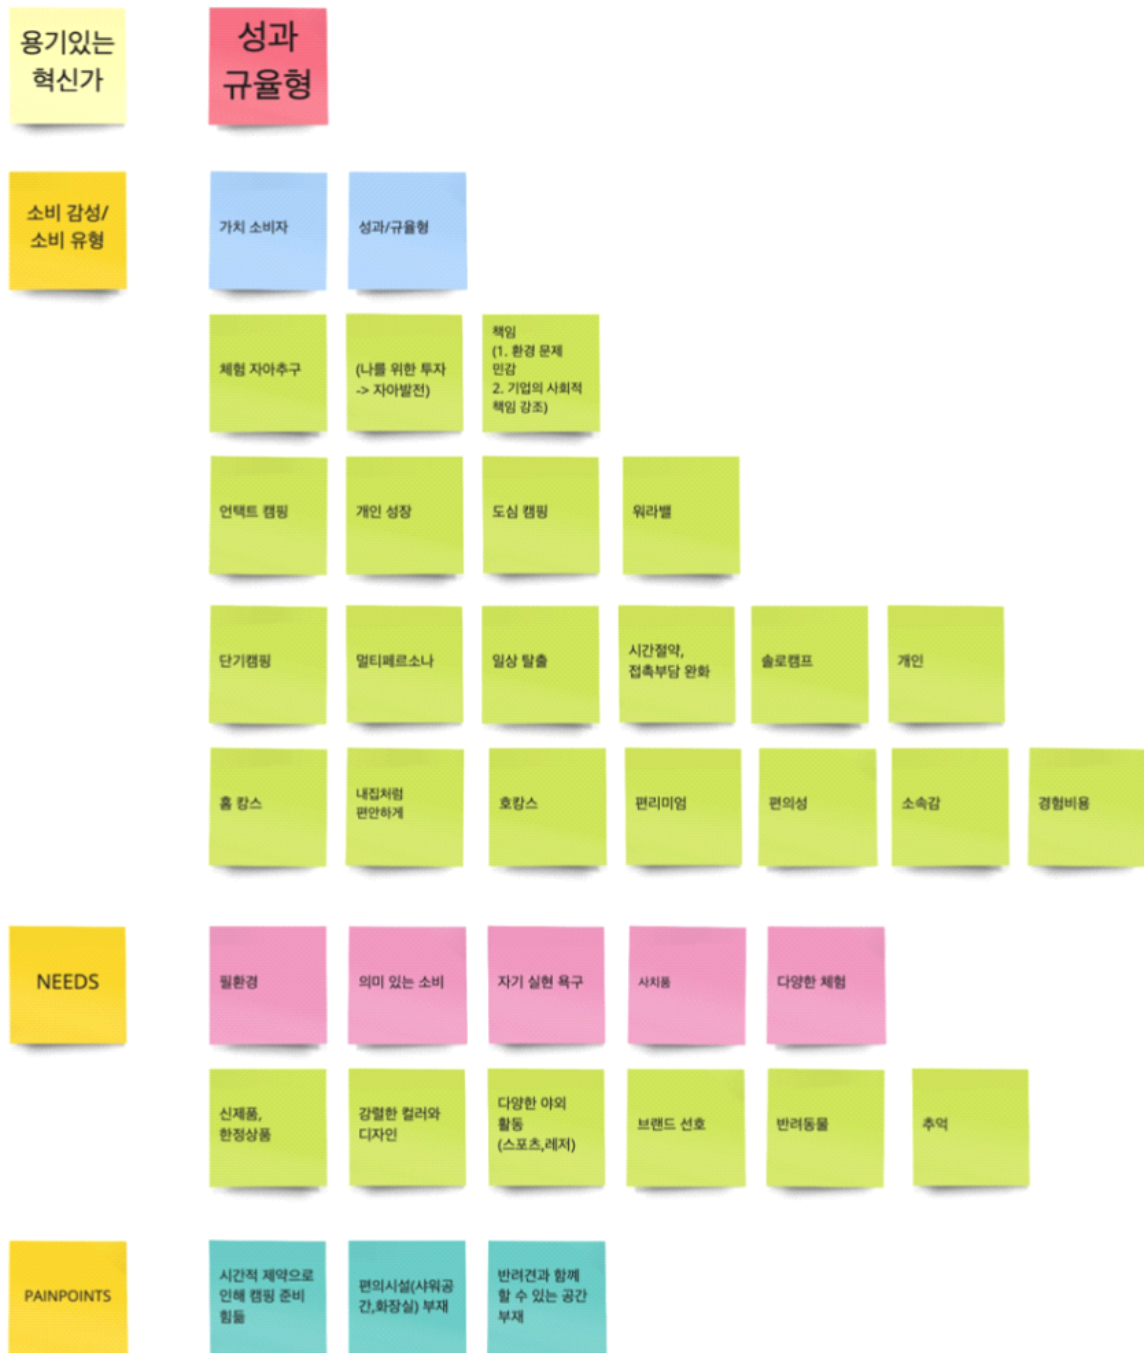 용기있는
혁신가
성과
규율형
소비 감성/
소비 유형
가치 소비자
성과/규율형
체험 자아추구
(나를 위한 투자
-> 자아발전)
책임
(1. 환경 문제
민감
2. 기업의 사회적
책임 강조)
언택트 캠핑
개인 성장
도심 캠핑
워라밸
단기캠핑
멀티페르소나
일상 탈출
시간절약,
접촉부담 완화
솔로캠프
개인
홈 캉스
내집처럼
편안하게
호캉스
편리미엄
편의성
소속감
경험비용
NEEDS
필환경
의미 있는 소비
자기 실현 욕구
사치품
다양한 체험
신제품,
한정상품
강렬한 컬러와
디자인
다양한 야외
활동
(스포츠,레저)
브랜드 선호
반려동물
추억
PAINPOINTS
시간적 제약으로
인해 캠핑 준비
힘듦
편의시설(샤워공
간,화장실) 부재
반려견과 함께
할 수 있는 공간
부재